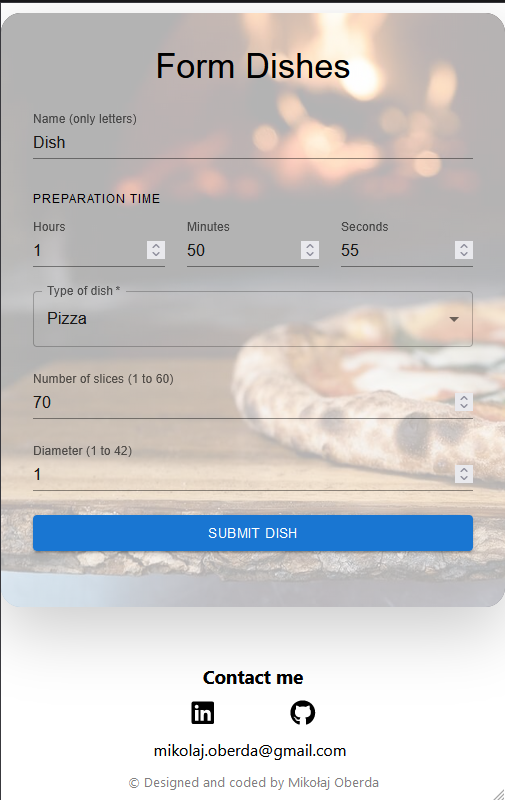 Form Dishes
Name (only letters)
Dish
PREPARATION TIME
Hours Minutes Seconds
1 50 55
Type of dish *
Pizza
Number of slices (1 to 60)
70
Diameter (1 to 42)
1
SUBMIT DISH
Contact me
in
mikolaj.oberda@gmail.com
© Designed and coded by Mikołaj Oberda